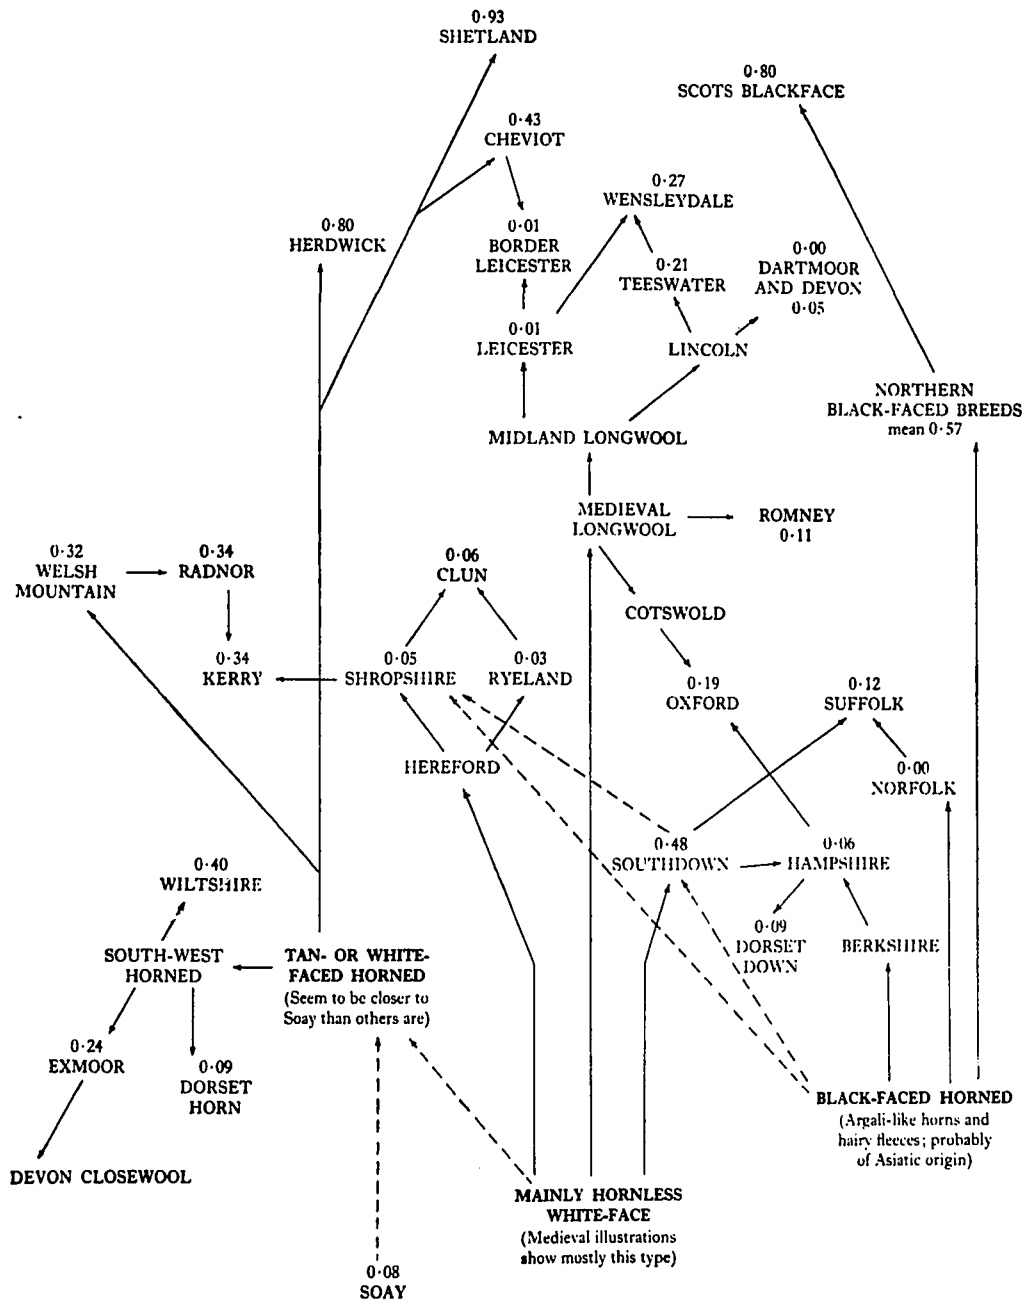 0·93
SHETLAND
0·80
SCOTS BLACKFACE
0·43
CHEVIOT
0·27
WENSLEYDALE
0·80
HERDWICK
0·01
BORDER
LEICESTER
0·21
TEESWATER
0·00
DARTMOOR
AND DEVON
0·05
0·01
LEICESTER
LINCOLN
NORTHERN
BLACK-FACED BREEDS
mean 0·57
MIDLAND LONGWOOL
MEDIEVAL
LONGWOOL
ROMNEY
0·11
0·32
WELSH
MOUNTAIN
0·34
RADNOR
0·06
CLUN
COTSWOLD
0·34
KERRY
0·05
SHROPSHIRE
0·03
RYELAND
0·19
OXFORD
0·12
SUFFOLK
HEREFORD
0·00
NORFOLK
0·40
WILTSHIRE
0·48
SOUTHDOWN
0·06
HAMPSHIRE
0·09
DORSET
DOWN
BERKSHIRE
SOUTH-WEST
HORNED
TAN- OR WHITE-
FACED HORNED
(Seem to be closer to
Soay than others are)
0·24
EXMOOR
0·09
DORSET
HORN
BLACK-FACED HORNED
(Argali-like horns and
hairy fleeces; probably
of Asiatic origin)
DEVON CLOSEWOOL
MAINLY HORNLESS
WHITE-FACE
(Medieval illustrations
show mostly this type)
0·08
SOAY